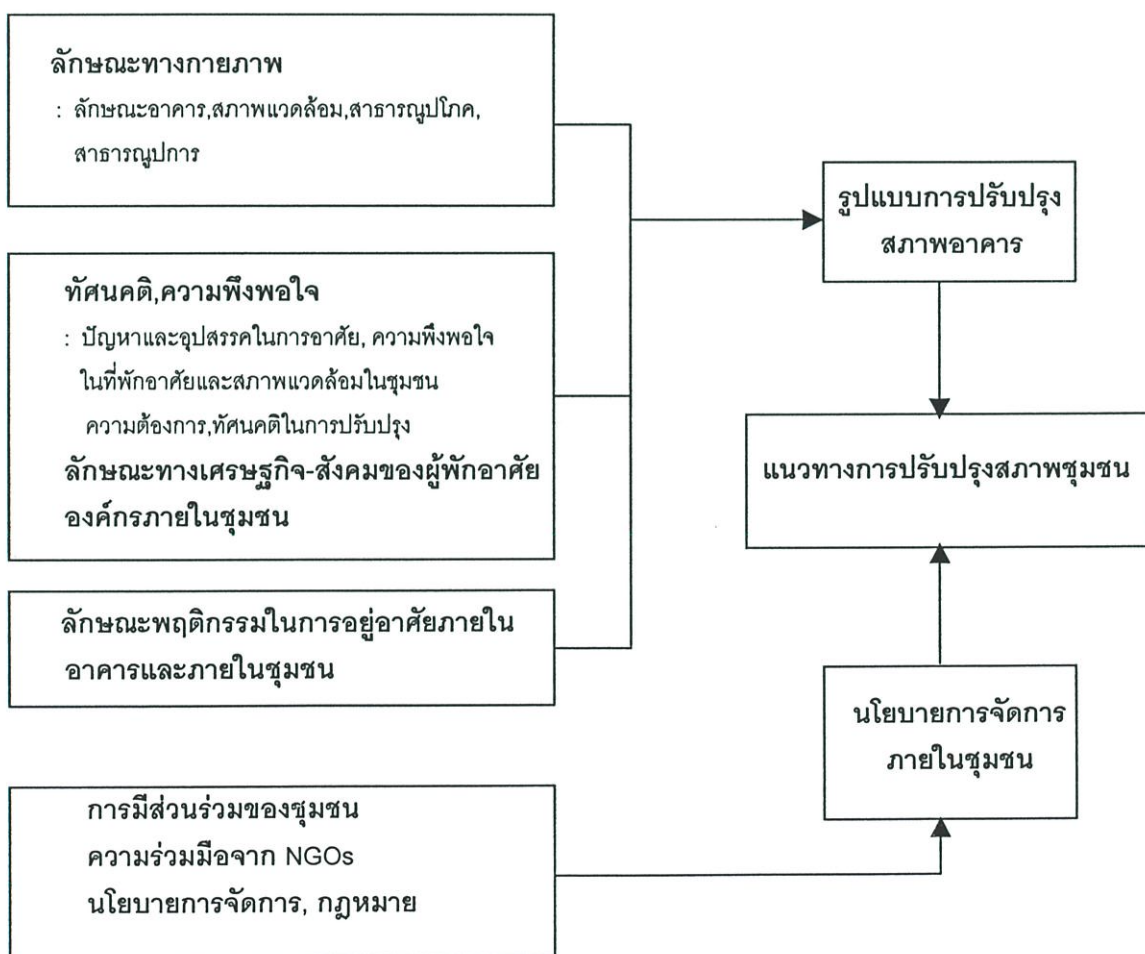 ลักษณะทางกายภาพ
: ลักษณะอาคาร,สภาพแวดล้อม,สาธารณูปโภค,
สาธารณูปการ
รูปแบบการปรับปรุง
สภาพอาคาร
ทัศนคติ,ความพึงพอใจ
: ปัญหาและอุปสรรคในการอาศัย, ความพึงพอใจ
ในที่พักอาศัยและสภาพแวดล้อมในชุมชน
ความต้องการ,ทัศนคติในการปรับปรุง
ลักษณะทางเศรษฐกิจ-สังคมของผู้พักอาศัย
องค์กรภายในชุมชน
แนวทางการปรับปรุงสภาพชุมชน
ลักษณะพฤติกรรมในการอยู่อาศัยภายใน
อาคารและภายในชุมชน
นโยบายการจัดการ
ภายในชุมชน
การมีส่วนร่วมของชุมชน
ความร่วมมือจาก NGOs
นโยบายการจัดการ, กฎหมาย